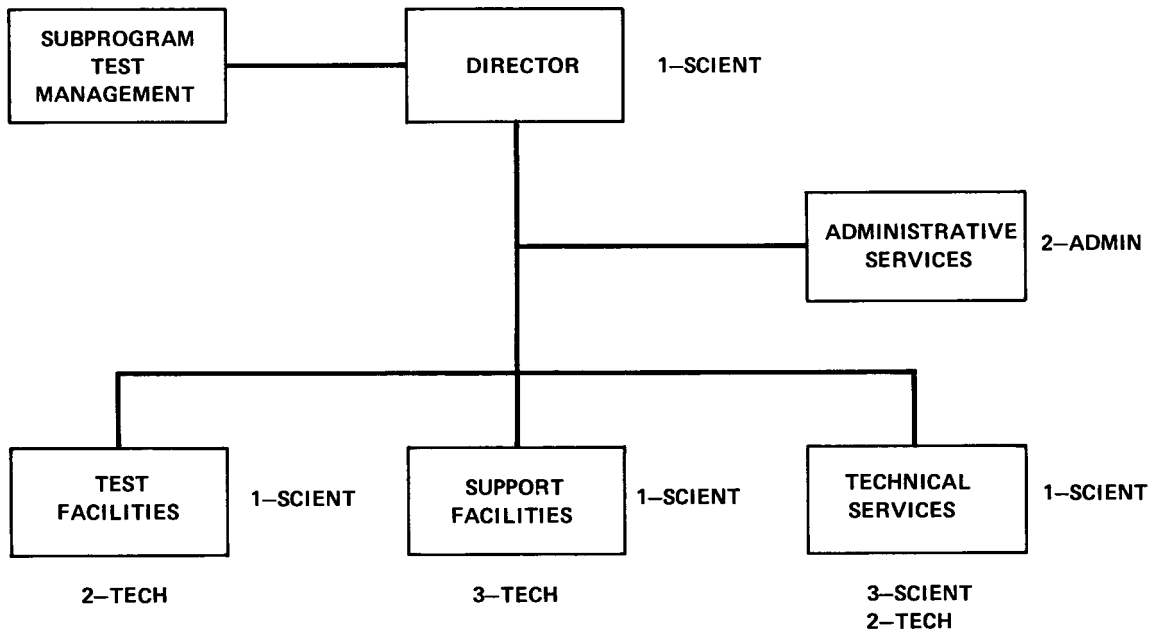 SUBPROGRAM
TEST
MANAGEMENT
DIRECTOR
1–SCIENT
ADMINISTRATIVE
SERVICES
2–ADMIN
TEST
FACILITIES
1–SCIENT
2–TECH
SUPPORT
FACILITIES
1–SCIENT
3–TECH
TECHNICAL
SERVICES
1–SCIENT
3–SCIENT
2–TECH